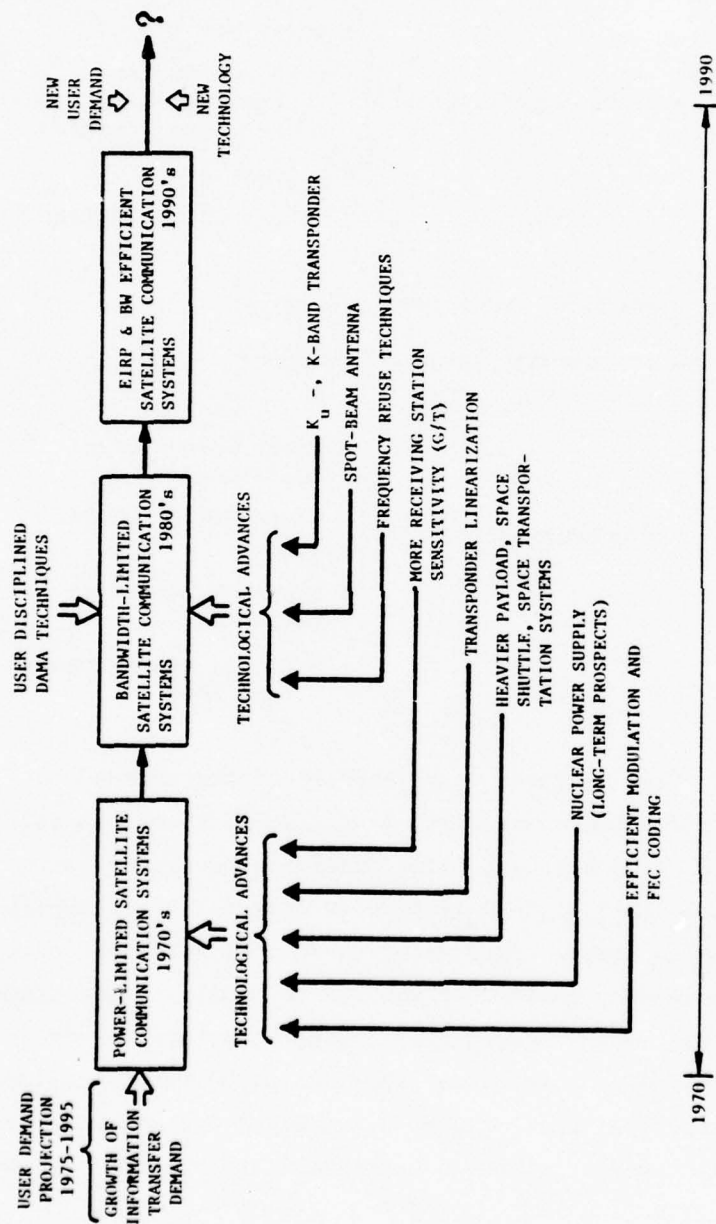 USER DEMAND
PROJECTION
1975-1995
GROWTH OF
INFORMATION
TRANSFER
DEMAND
POWER-LIMITED SATELLITE
COMMUNICATION SYSTEMS
1970's
TECHNOLOGICAL ADVANCES
USER DISCIPLINED
DAMA TECHNIQUES
BANDWIDTH-LIMITED
SATELLITE COMMUNICATION
SYSTEMS 1980's
TECHNOLOGICAL ADVANCES
EIRP & BW EFFICIENT
SATELLITE COMMUNICATION
SYSTEMS 1990's
NEW
USER
DEMAND
?
NEW
TECHNOLOGY
Ku -, K-BAND TRANSPONDER
SPOT-BEAM ANTENNA
FREQUENCY REUSE TECHNIQUES
MORE RECEIVING STATION
SENSITIVITY (G/T)
TRANSPONDER LINEARIZATION
HEAVIER PAYLOAD, SPACE
SHUTTLE, SPACE TRANSPOR-
TATION SYSTEMS
NUCLEAR POWER SUPPLY
(LONG-TERM PROSPECTS)
EFFICIENT MODULATION AND
FEC CODING
1970
1990